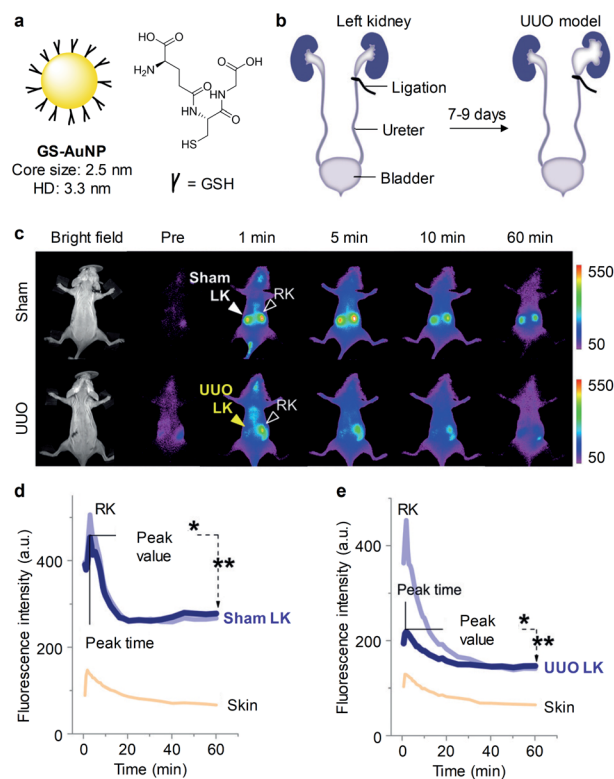 a
GS-AuNP
Core size: 2.5 nm
HD: 3.3 nm
HO
O
H₂N
O
NH
O
OH
NH
O
HS
= GSH
b
Left kidney
UUO model
Ligation
Ureter
7-9 days
Bladder
c
Bright field
Pre
1 min
5 min
10 min
60 min
Sham
Sham
LK
RK
550
50
UUO
UUO
LK
RK
550
50
d
RK
Peak
value
*
**
Peak time
Sham LK
Skin
Fluorescence intensity (a.u.)
400
200
0
0
20
40
60
Time (min)
e
RK
Peak time
Peak
value
*
**
UUO LK
Skin
Fluorescence intensity (a.u.)
400
200
0
0
20
40
60
Time (min)